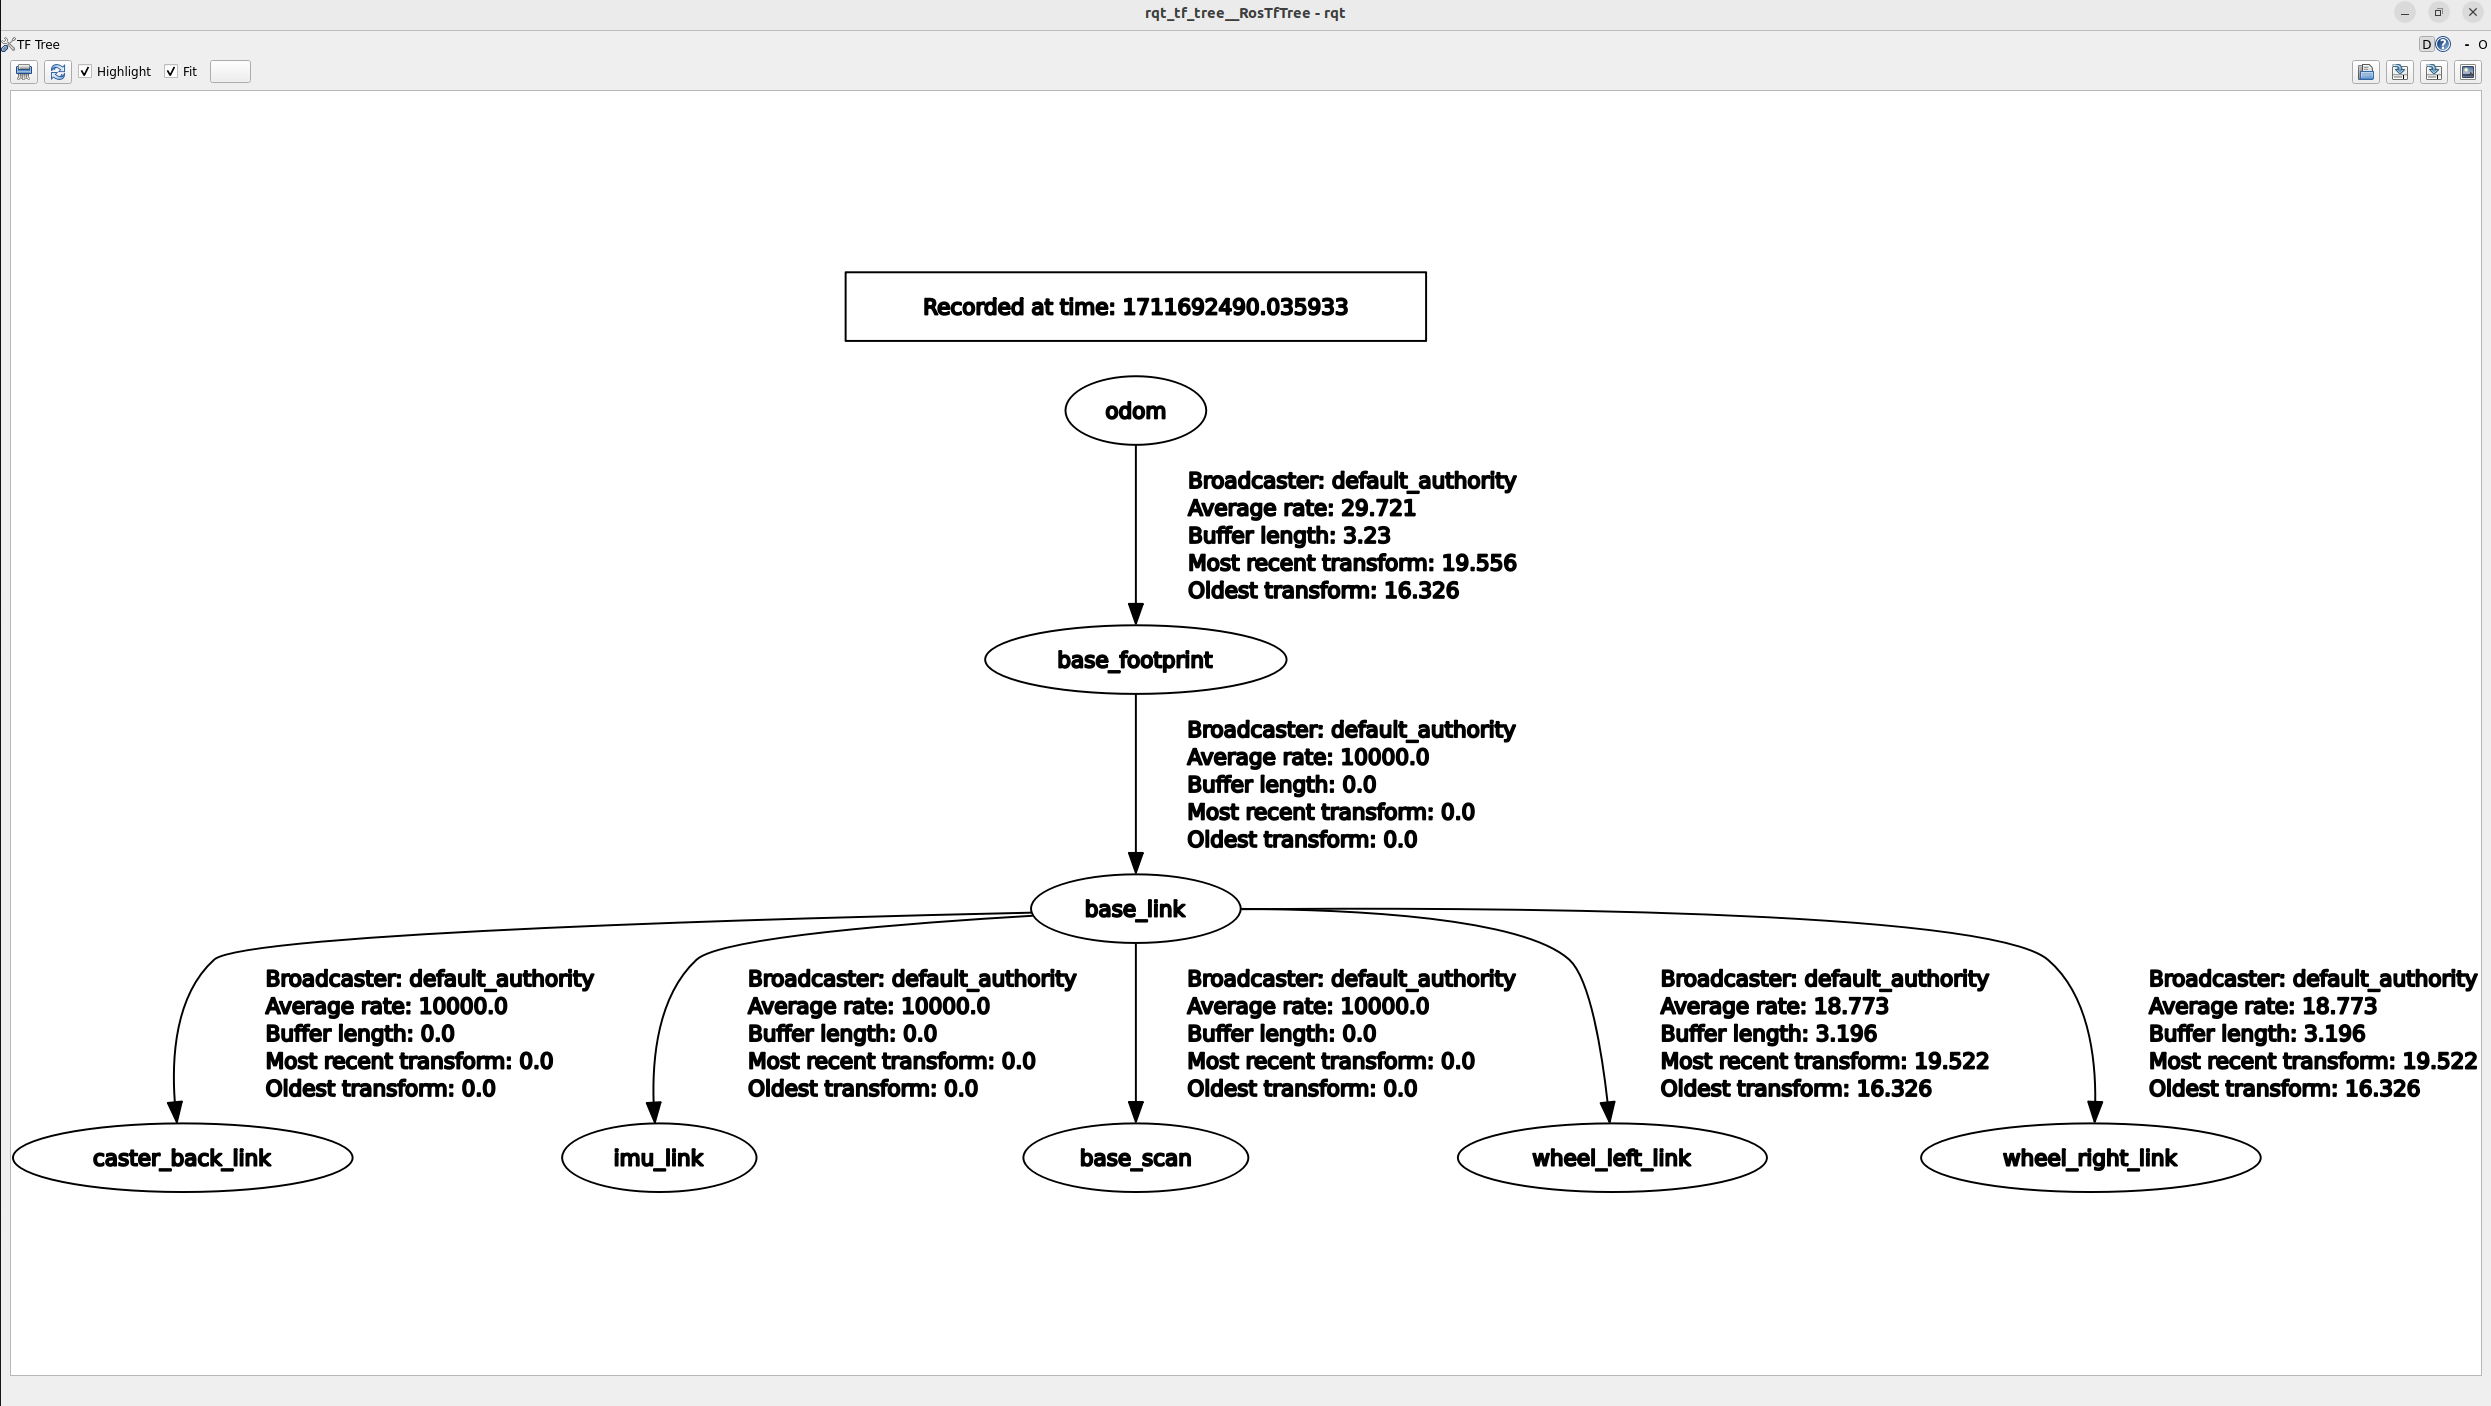 rqt_tf_tree__RosTfTree - rqt
TF Tree
D
- O
Highlight
Fit
Recorded at time: 1711692490.035933
odom
Broadcaster: default_authority
Average rate: 29.721
Buffer length: 3.23
Most recent transform: 19.556
Oldest transform: 16.326
base_footprint
Broadcaster: default_authority
Average rate: 10000.0
Buffer length: 0.0
Most recent transform: 0.0
Oldest transform: 0.0
base_link
Broadcaster: default_authority
Average rate: 10000.0
Buffer length: 0.0
Most recent transform: 0.0
Oldest transform: 0.0
Broadcaster: default_authority
Average rate: 10000.0
Buffer length: 0.0
Most recent transform: 0.0
Oldest transform: 0.0
Broadcaster: default_authority
Average rate: 10000.0
Buffer length: 0.0
Most recent transform: 0.0
Oldest transform: 0.0
Broadcaster: default_authority
Average rate: 18.773
Buffer length: 3.196
Most recent transform: 19.522
Oldest transform: 16.326
Broadcaster: default_authority
Average rate: 18.773
Buffer length: 3.196
Most recent transform: 19.522
Oldest transform: 16.326
caster_back_link
imu_link
base_scan
wheel_left_link
wheel_right_link